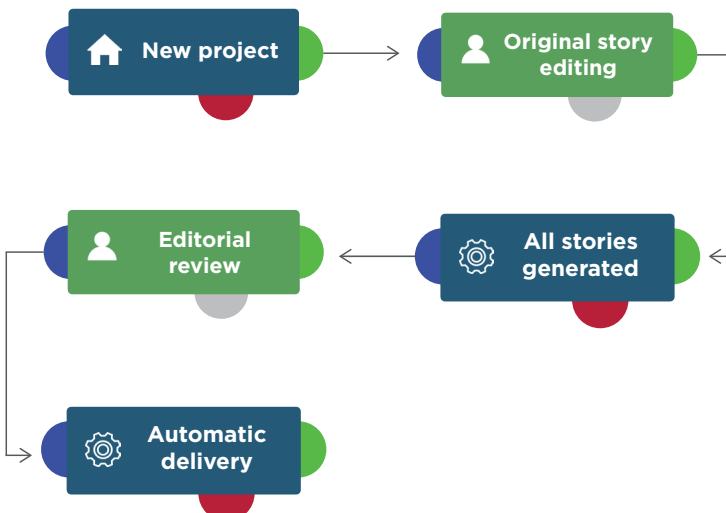 New project
Original story
editing
All stories
generated
Editorial
review
Automatic
delivery